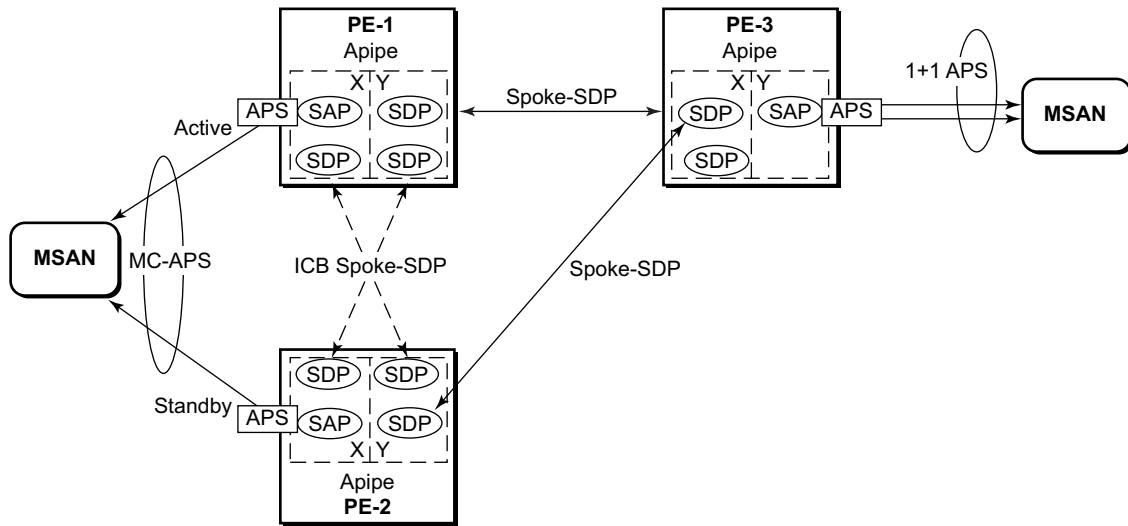 PE-1
Apipe
X Y
APS
SAP
SDP
SDP
SDP
Active
Spoke-SDP
PE-3
Apipe
X Y
SDP
SAP
APS
SDP
1+1 APS
MSAN
MSAN
MC-APS
ICB Spoke-SDP
Spoke-SDP
Standby
SDP
SDP
APS
SAP
SDP
X Y
Apipe
PE-2